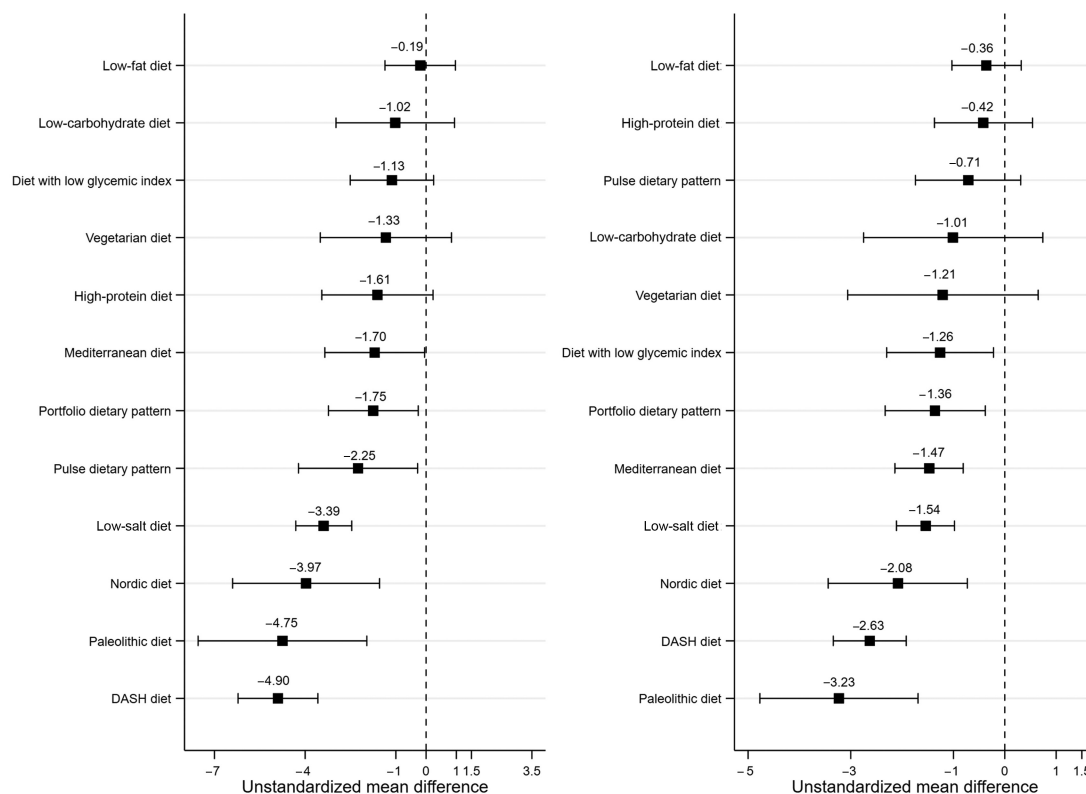 −0.19
Low-fat diet
−1.02
Low-carbohydrate diet
−1.13
Diet with low glycemic index
−1.33
Vegetarian diet
−1.61
High-protein diet
−1.70
Mediterranean diet
−1.75
Portfolio dietary pattern
−2.25
Pulse dietary pattern
−3.39
Low-salt diet
−3.97
Nordic diet
−4.75
Paleolithic diet
−4.90
DASH diet
−7 −1 0 1 1.5 3.5
Unstandardized mean difference
−0.36
Low-fat diet
−0.42
High-protein diet
−0.71
Pulse dietary pattern
−1.01
Low-carbohydrate diet
−1.21
Vegetarian diet
−1.26
Diet with low glycemic index
−1.36
Portfolio dietary pattern
−1.47
Mediterranean diet
−1.54
Low-salt diet
−2.08
Nordic diet
−2.63
DASH diet
−3.23
Paleolithic diet
−5 −3 −1 0 1 1.5
Unstandardized mean difference